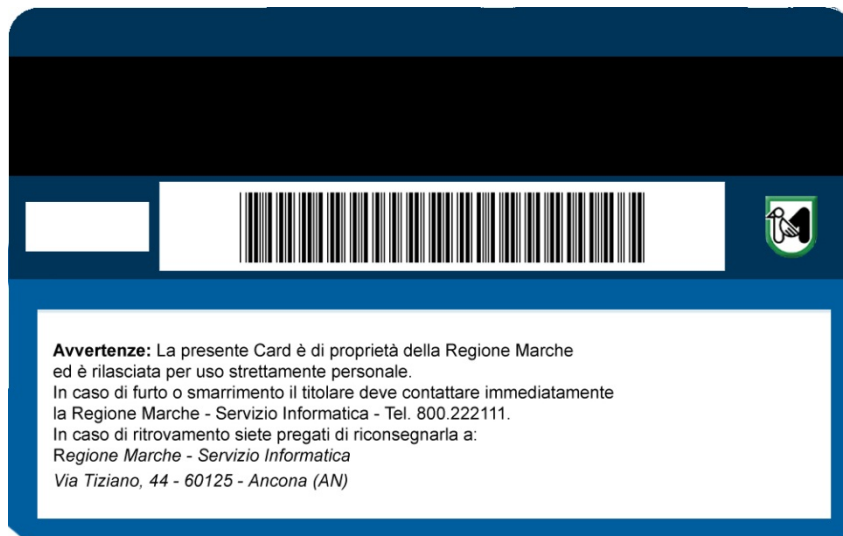 Avvertenze: La presente Card è di proprietà della Regione Marche
ed è rilasciata per uso strettamente personale.
In caso di furto o smarrimento il titolare deve contattare immediatamente
la Regione Marche - Servizio Informatica - Tel. 800.222111.
In caso di ritrovamento siete pregati di riconsegnarla a:
Regione Marche - Servizio Informatica
Via Tiziano, 44 - 60125 - Ancona (AN)